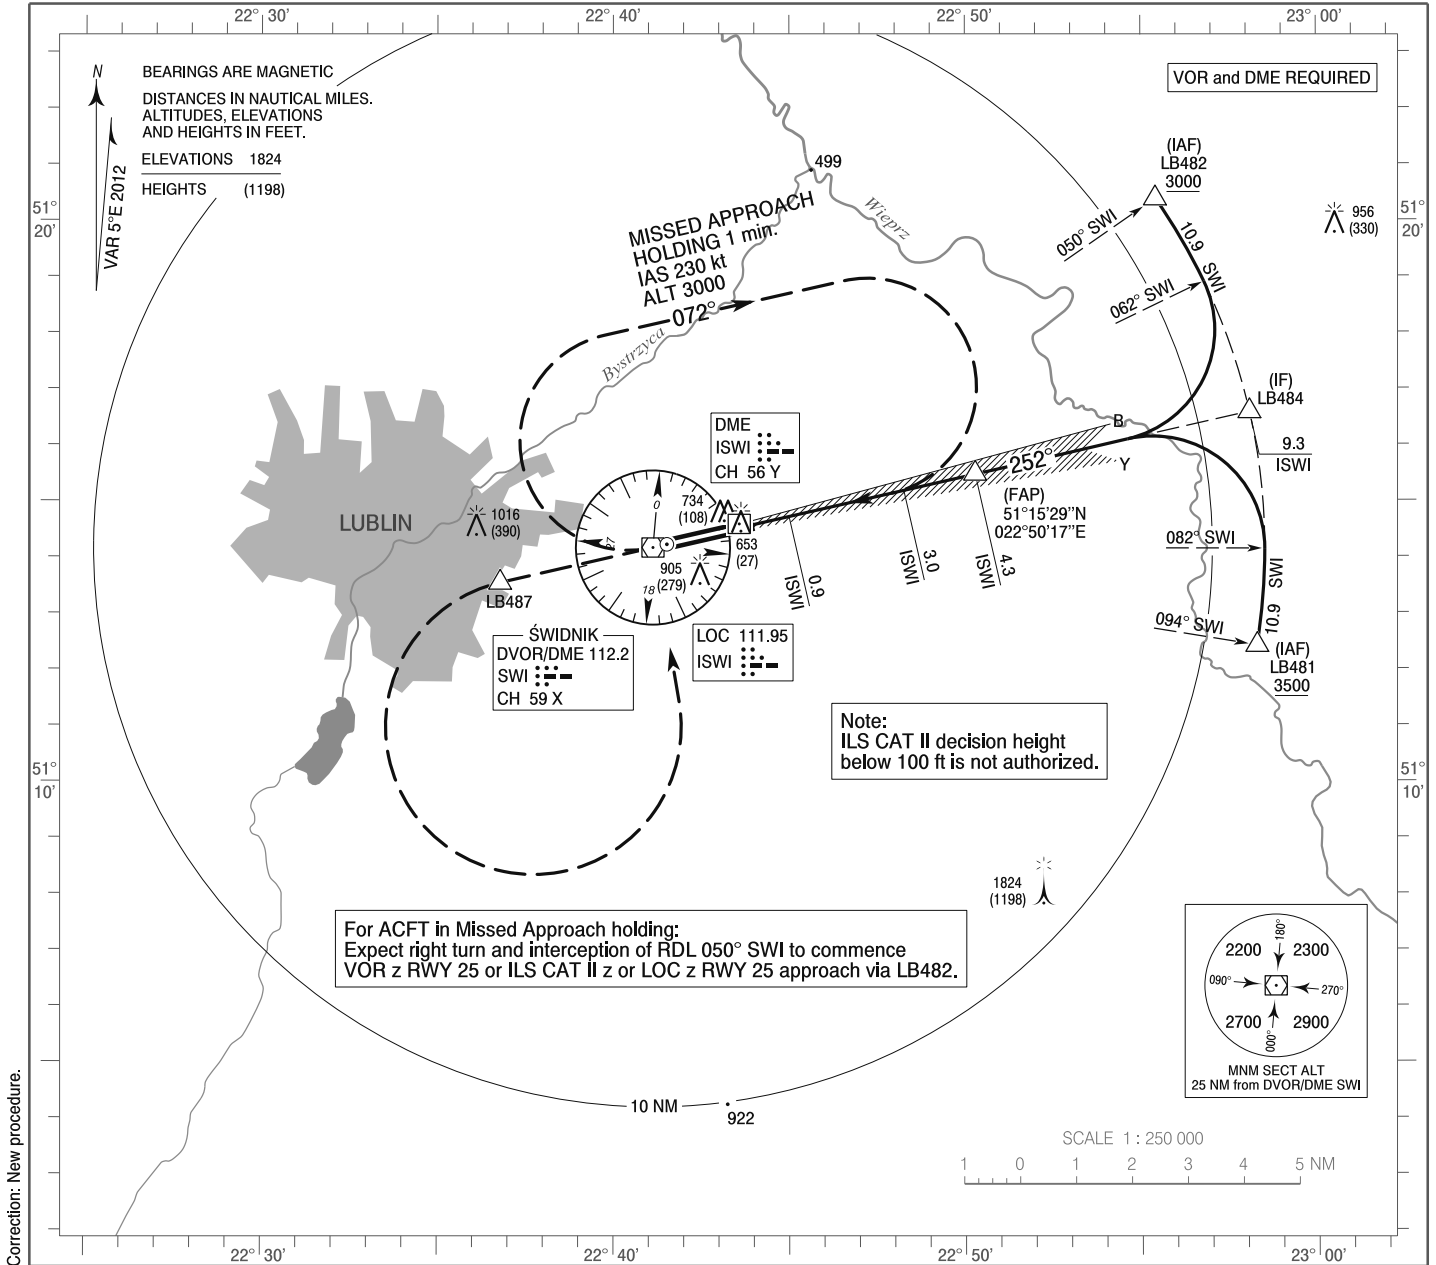 22° 30’
22° 40’
22° 50’
23° 00’
N
BEARINGS ARE MAGNETIC
DISTANCES IN NAUTICAL MILES.
ALTITUDES, ELEVATIONS
AND HEIGHTS IN FEET.
ELEVATIONS 1824
HEIGHTS (1198)
VAR 5°E 2012
VOR and DME REQUIRED
51°
20’
51°
20’
(IAF)
LB482
3000
956
(330)
499
Wieprz
050° SWI
10.9 SWI
062° SWI
MISSED APPROACH
HOLDING 1 min.
IAS 230 kt
ALT 3000
072°
Bystrzyca
(IF)
LB484
9.3
ISWI
DME
ISWI
CH 56 Y
B
252°
Y
(FAP)
51°15’29’’N
022°50’17’’E
LUBLIN
1016
(390)
734
(108)
0
27
18
653
(27)
905
(279)
0.9
ISWI
3.0
ISWI
4.3
ISWI
082° SWI
SWI
10.9
094° SWI
(IAF)
LB481
3500
LB487
ŚWIDNIK
DVOR/DME 112.2
SWI
CH 59 X
LOC 111.95
ISWI
Note:
ILS CAT II decision height
below 100 ft is not authorized.
51°
10’
51°
10’
1824
(1198)
For ACFT in Missed Approach holding:
Expect right turn and interception of RDL 050° SWI to commence
VOR z RWY 25 or ILS CAT II z or LOC z RWY 25 approach via LB482.
180°
2200
2300
090°
270°
2700
2900
000°
MNM SECT ALT
25 NM from DVOR/DME SWI
10 NM
922
SCALE 1 : 250 000
1 0 1 2 3 4 5 NM
Correction: New procedure.
22° 30’
22° 40’
22° 50’
23° 00’